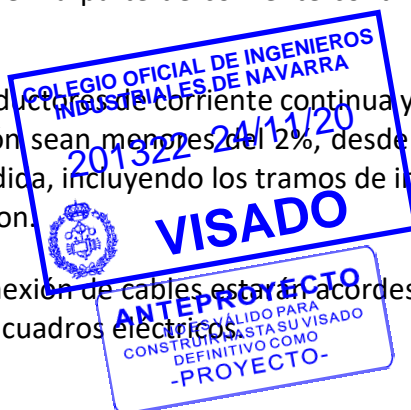 COLEGIO OFICIAL DE INGENIEROS
INDUSTRIALES DE NAVARRA
ductores de corriente continua y
201322 24/11/20
on sean menores del 2%, desde
dida, incluyendo los tramos de i
on.
VISADO
nexión de cables estarán acordes
ANTEPROYECTO
NO ES VÁLIDO PARA
cuadros eléctricos.
CONSTRUIR HASTA SU VISADO
DEFINITIVO COMO
-PROYECTO-